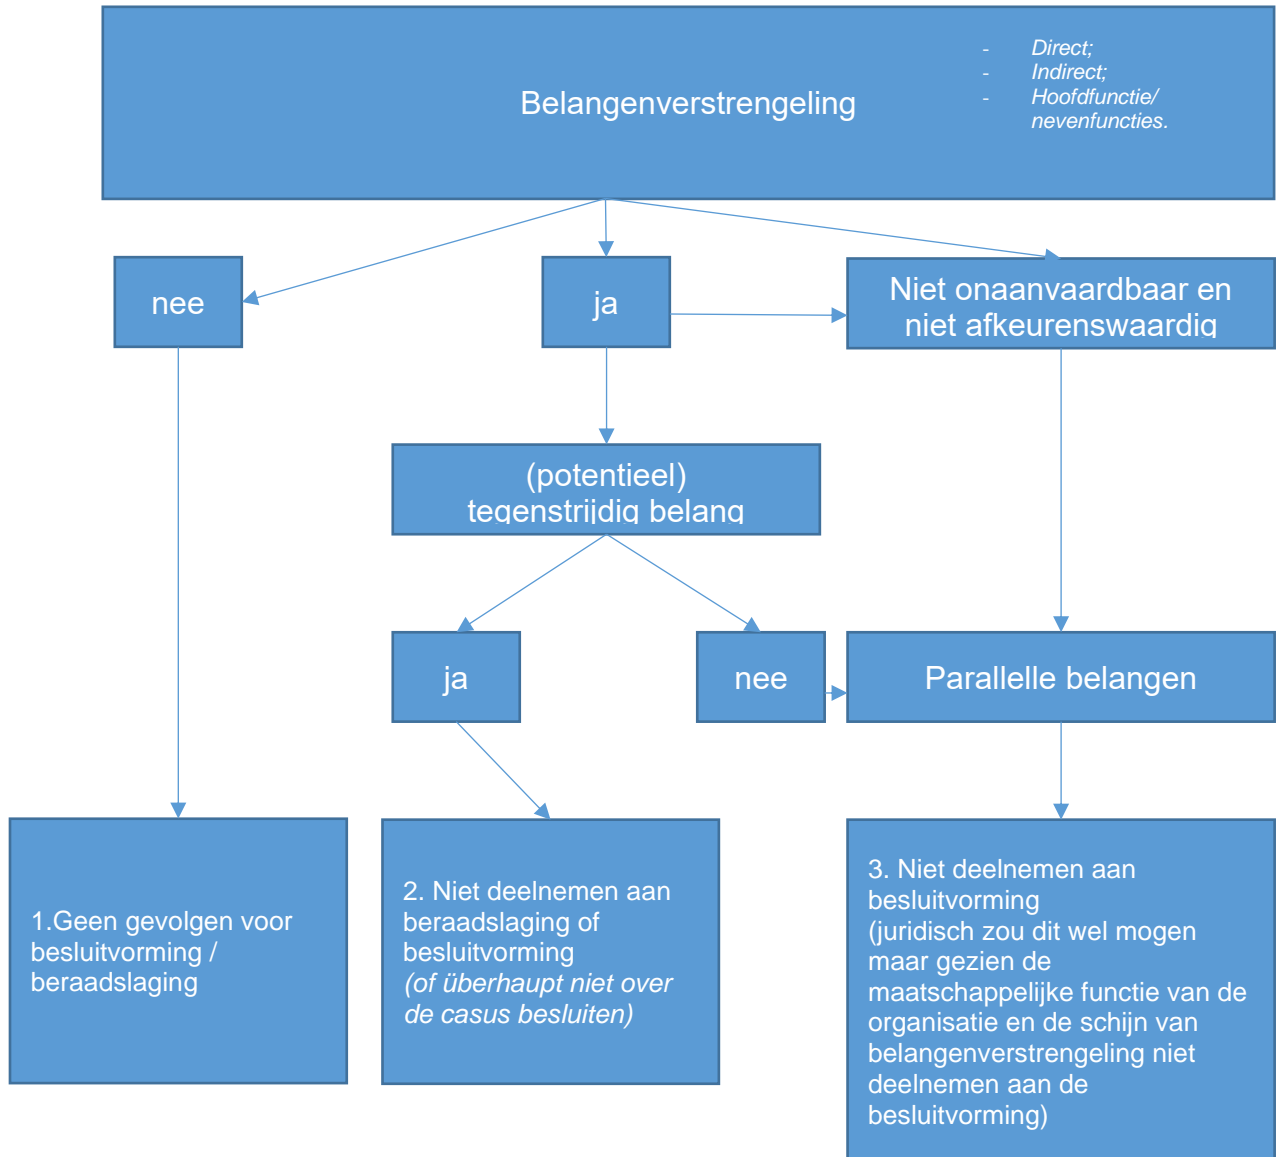 Belangenverstrengeling
- Direct;
- Indirect;
- Hoofdfunctie/
nevenfuncties.
nee
ja
Niet onaanvaardbaar en
niet afkeurenswaardig
(potentieel)
tegenstrijdig belang
ja
nee
Parallelle belangen
1.Geen gevolgen voor
besluitvorming /
beraadslaging
2. Niet deelnemen aan
beraadslaging of
besluitvorming
(of überhaupt niet over
de casus besluiten)
3. Niet deelnemen aan
besluitvorming
(juridisch zou dit wel mogen
maar gezien de
maatschappelijke functie van de
organisatie en de schijn van
belangenverstrengeling niet
deelnemen aan de
besluitvorming)